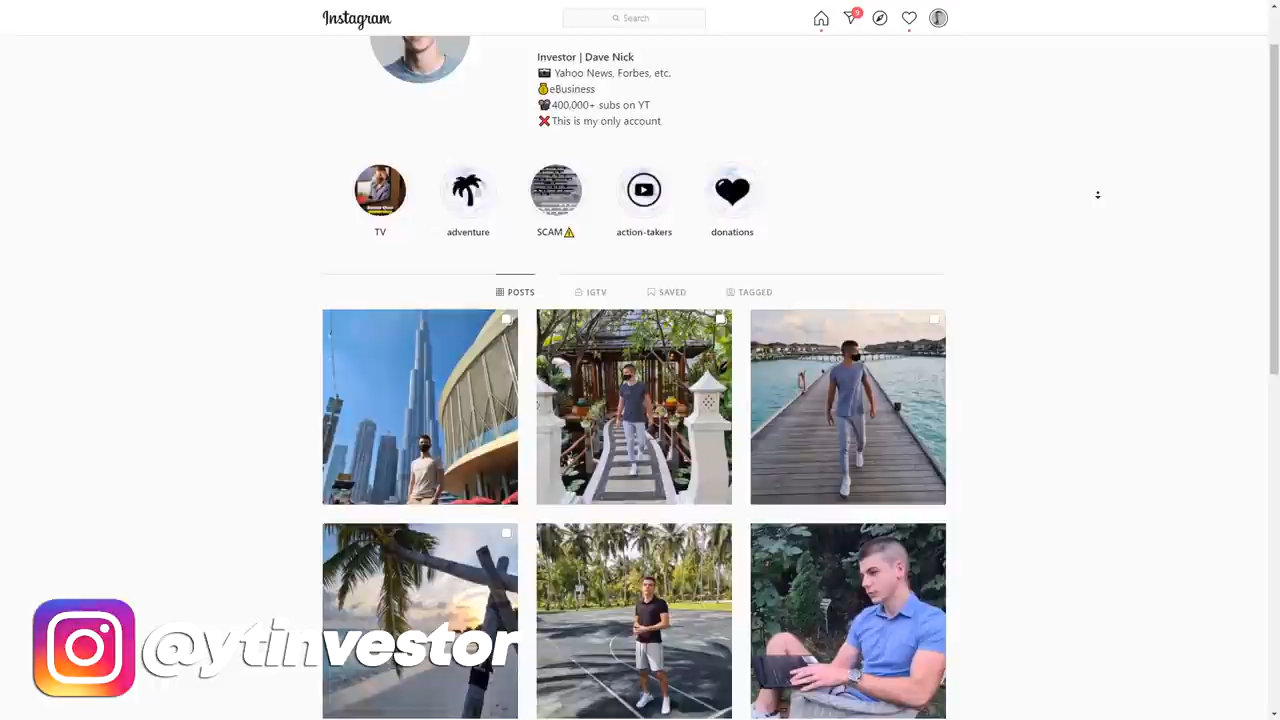 Instagram
Search
9
Investor | Dave Nick
Yahoo News, Forbes, etc.
eBusiness
400,000+ subs on YT
This is my only account
TV
adventure
SCAM
action-takers
donations
POSTS
IGTV
SAVED
TAGGED
@ytinvestor